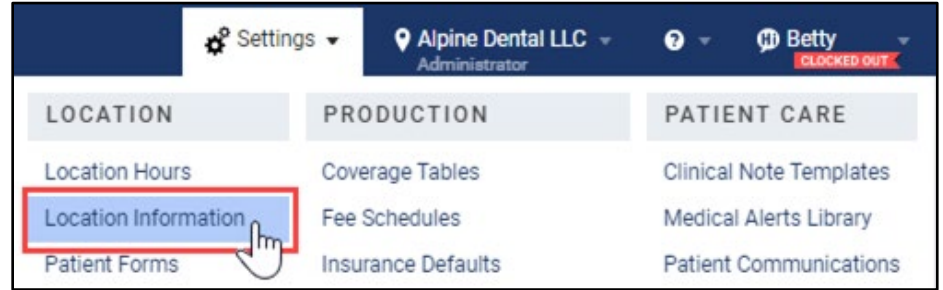 Settings Alpine Dental LLC ? Hi Betty
Administrator CLOCKED OUT
LOCATION PRODUCTION PATIENT CARE
Location Hours Coverage Tables Clinical Note Templates
Location Information Fee Schedules Medical Alerts Library
Patient Forms Insurance Defaults Patient Communications